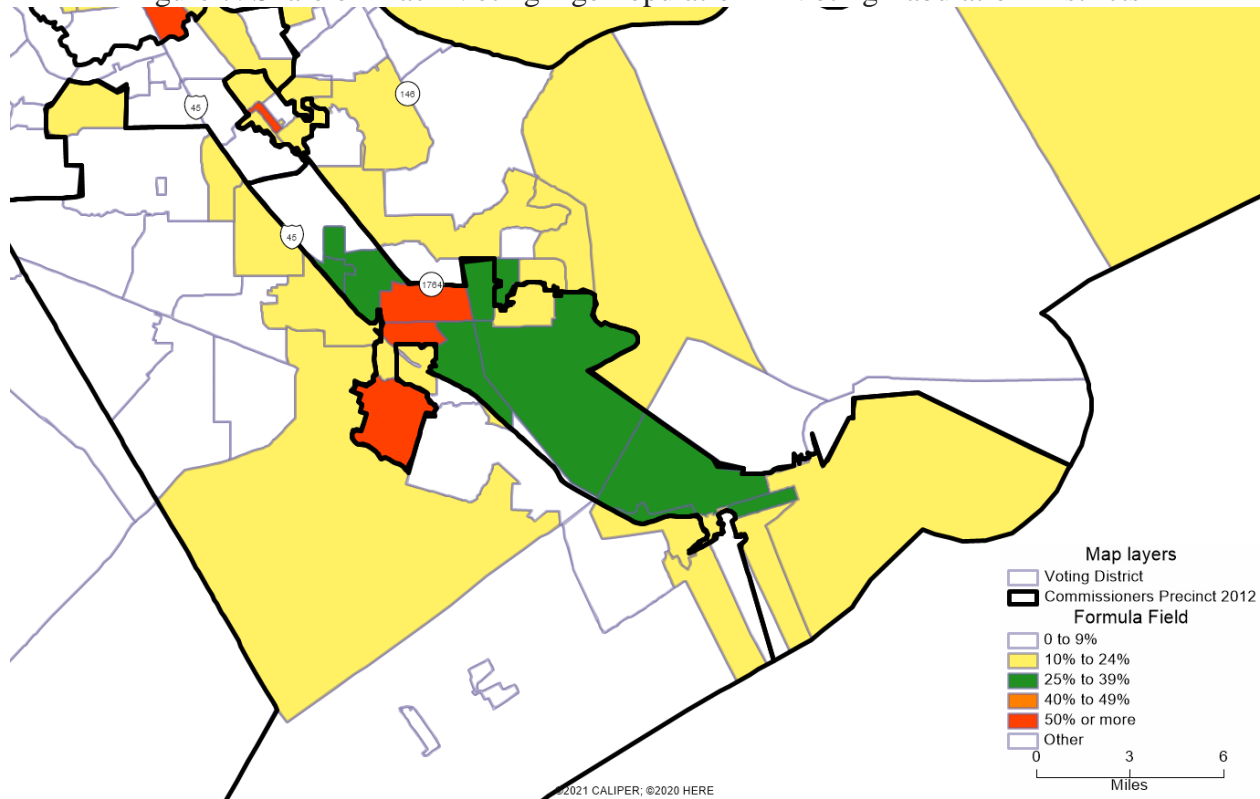 45
146
45
1764
Map layers
Voting District
Commissioners Precinct 2012
Formula Field
0 to 9%
10% to 24%
25% to 39%
40% to 49%
50% or more
Other
0 3 6
Miles
©2021 CALIPER; ©2020 HERE